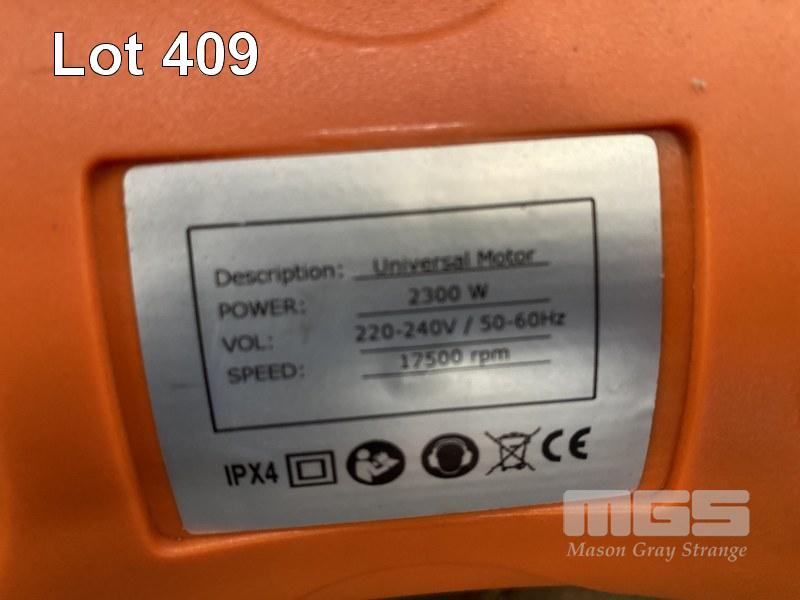 Lot 409
Description: Universal Motor
POWER: 2300 W
VOL: 220-240V / 50-60Hz
SPEED: 17500 rpm
IPX4 CE
MGS
Mason Gray Strange